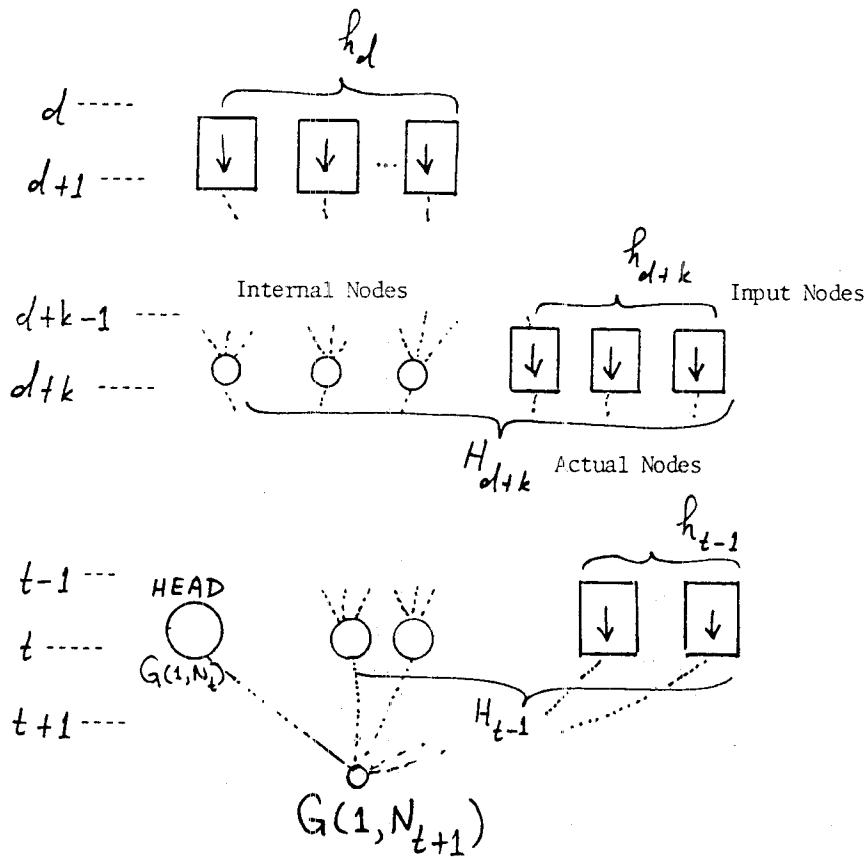 h_d
d -----
d+1 ----
...
h_{d+k}
Internal Nodes
Input Nodes
d+k-1 ----
d+k -----
H_{d+k} Actual Nodes
h_{t-1}
t-1 ----
HEAD
t -----
G(1,N_t)
t+1 ----
H_{t-1}
G(1,N_{t+1})